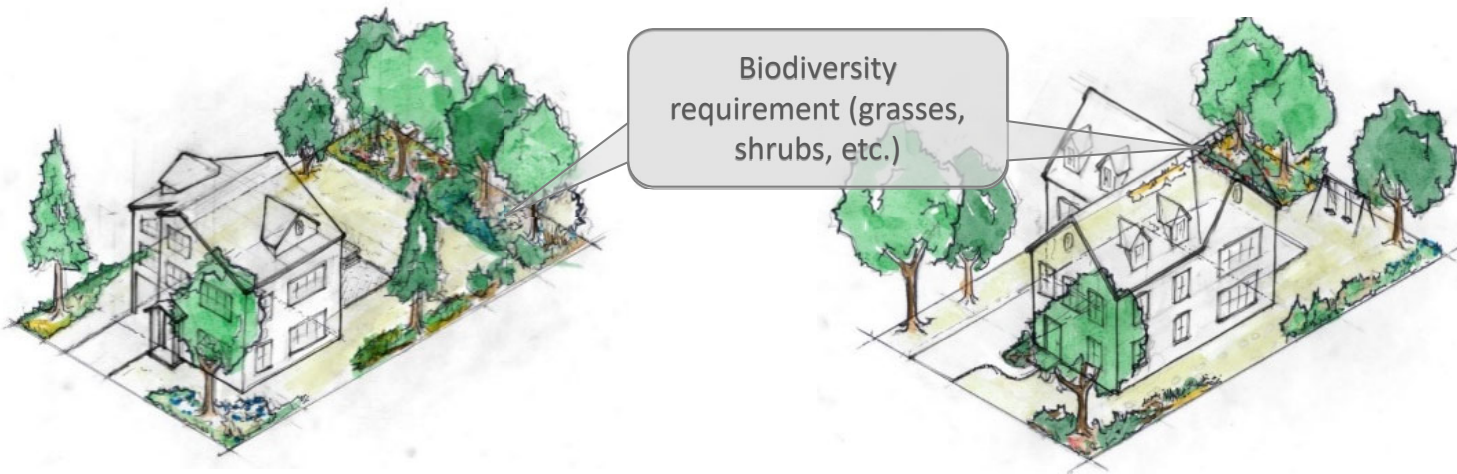 Biodiversity
requirement (grasses,
shrubs, etc.)